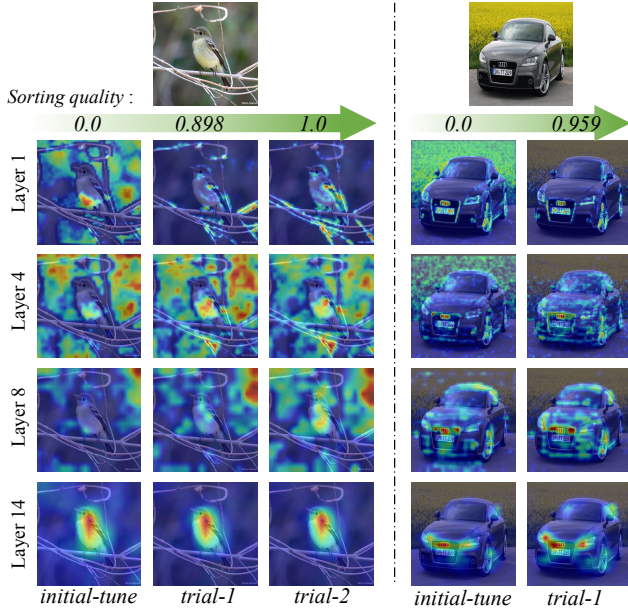 Sorting quality :
0.0 0.898 1.0 0.0 0.959
Layer 1
Layer 4
Layer 8
Layer 14
initial-tune trial-1 trial-2 initial-tune trial-1